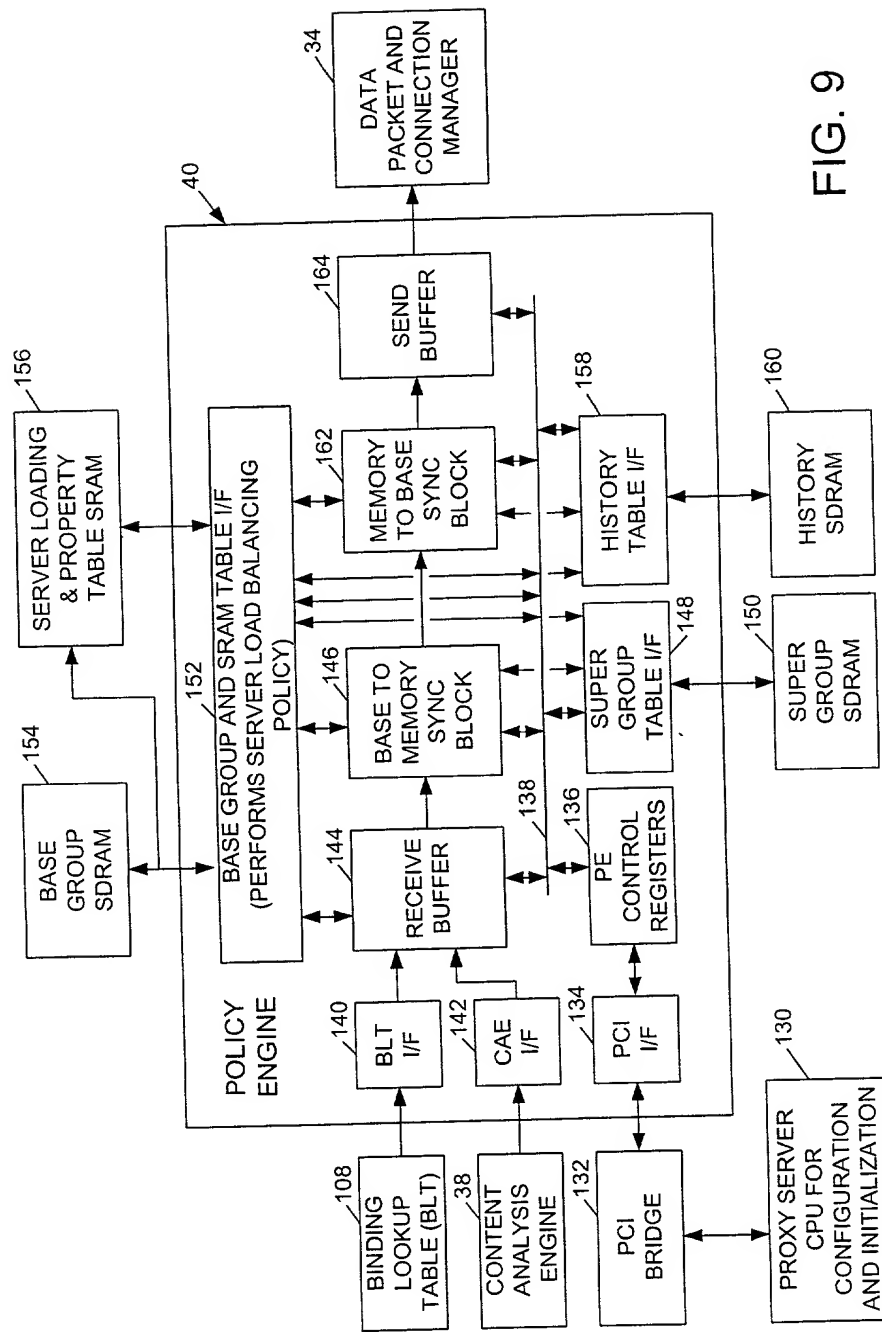 154
BASE
GROUP
SDRAM
156
SERVER LOADING
& PROPERTY
TABLE SRAM
40
POLICY
ENGINE
152
BASE GROUP AND SRAM TABLE I/F
(PERFORMS SERVER LOAD BALANCING
POLICY)
108
BINDING
LOOKUP
TABLE (BLT)
140
BLT
I/F
144
RECEIVE
BUFFER
146
BASE TO
MEMORY
SYNC
BLOCK
162
MEMORY
TO BASE
SYNC
BLOCK
164
SEND
BUFFER
34
DATA
PACKET AND
CONNECTION
MANAGER
38
CONTENT
ANALYSIS
ENGINE
142
CAE
I/F
138
132
PCI
BRIDGE
134
PCI
I/F
136
PE
CONTROL
REGISTERS
SUPER
GROUP
TABLE I/F
148
158
HISTORY
TABLE I/F
130
PROXY SERVER
CPU FOR
CONFIGURATION
AND INITIALIZATION
150
SUPER
GROUP
SDRAM
160
HISTORY
SDRAM
FIG. 9